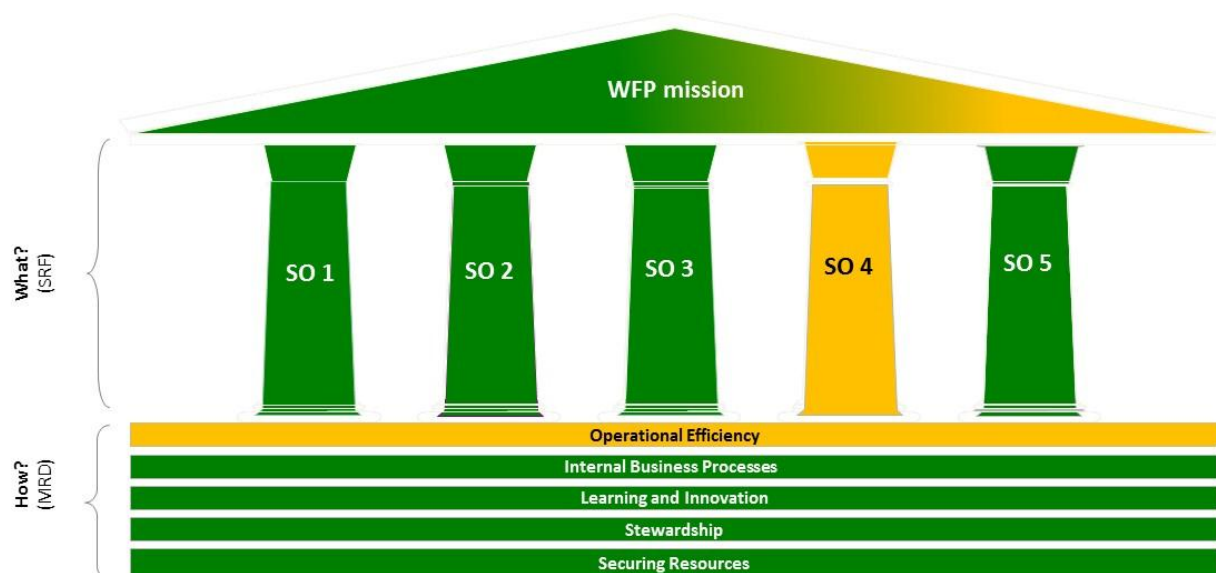 WFP mission
What?
(SRF)
SO 1
SO 2
SO 3
SO 4
SO 5
How?
(MRD)
Operational Efficiency
Internal Business Processes
Learning and Innovation
Stewardship
Securing Resources